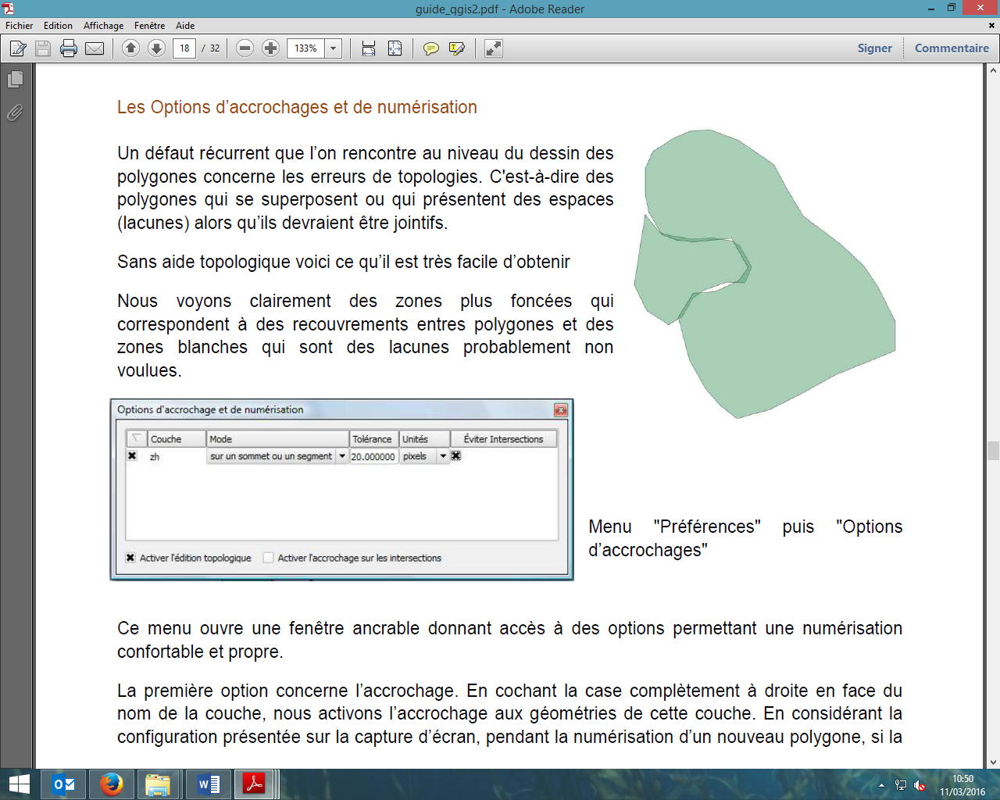 guide_qgis2.pdf - Adobe Reader
Fichier Edition Affichage Fenêtre Aide
18 / 32 133% Signer Commentaire
Les Options d’accrochages et de numérisation
Un défaut récurrent que l’on rencontre au niveau du dessin des
polygones concerne les erreurs de topologies. C'est-à-dire des
polygones qui se superposent ou qui présentent des espaces
(lacunes) alors qu’ils devraient être jointifs.
Sans aide topologique voici ce qu’il est très facile d’obtenir
Nous voyons clairement des zones plus foncées qui
correspondent à des recouvrements entres polygones et des
zones blanches qui sont des lacunes probablement non
voulues.
Options d'accrochage et de numérisation
Couche Mode Tolérance Unités Éviter Intersections
zh sur un sommet ou un segment 20.000000 pixels
Activer l'édition topologique Activer l'accrochage sur les intersections
Menu "Préférences" puis "Options
d’accrochages"
Ce menu ouvre une fenêtre ancrable donnant accès à des options permettant une numérisation
confortable et propre.
La première option concerne l’accrochage. En cochant la case complètement à droite en face du
nom de la couche, nous activons l’accrochage aux géométries de cette couche. En considérant la
configuration présentée sur la capture d’écran, pendant la numérisation d’un nouveau polygone, si la
10:50
11/03/2016